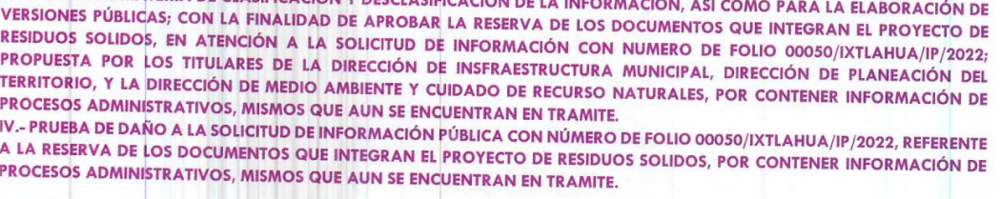 CLASIFICACIÓN Y DESCLASIFICACIÓN DE LA INFORMACIÓN, ASI COMO PARA LA ELABORACIÓN DE
VERSIONES PÚBLICAS; CON LA FINALIDAD DE APROBAR LA RESERVA DE LOS DOCUMENTOS QUE INTEGRAN EL PROYECTO DE
RESIDUOS SOLIDOS, EN ATENCIÓN A LA SOLICITUD DE INFORMACIÓN CON NUMERO DE FOLIO 00050/IXTLAHUA/IP/2022;
PROPUESTA POR LOS TITULARES DE LA DIRECCIÓN DE INSFRAESTRUCTURA MUNICIPAL, DIRECCIÓN DE PLANEACIÓN DEL
TERRITORIO, Y LA DIRECCIÓN DE MEDIO AMBIENTE Y CUIDADO DE RECURSO NATURALES, POR CONTENER INFORMACIÓN DE
PROCESOS ADMINISTRATIVOS, MISMOS QUE AUN SE ENCUENTRAN EN TRAMITE.
IV.- PRUEBA DE DAÑO A LA SOLICITUD DE INFORMACIÓN PÚBLICA CON NÚMERO DE FOLIO 00050/IXTLAHUA/IP/2022, REFERENTE
A LA RESERVA DE LOS DOCUMENTOS QUE INTEGRAN EL PROYECTO DE RESIDUOS SOLIDOS, POR CONTENER INFORMACIÓN DE
PROCESOS ADMINISTRATIVOS, MISMOS QUE AUN SE ENCUENTRAN EN TRAMITE.